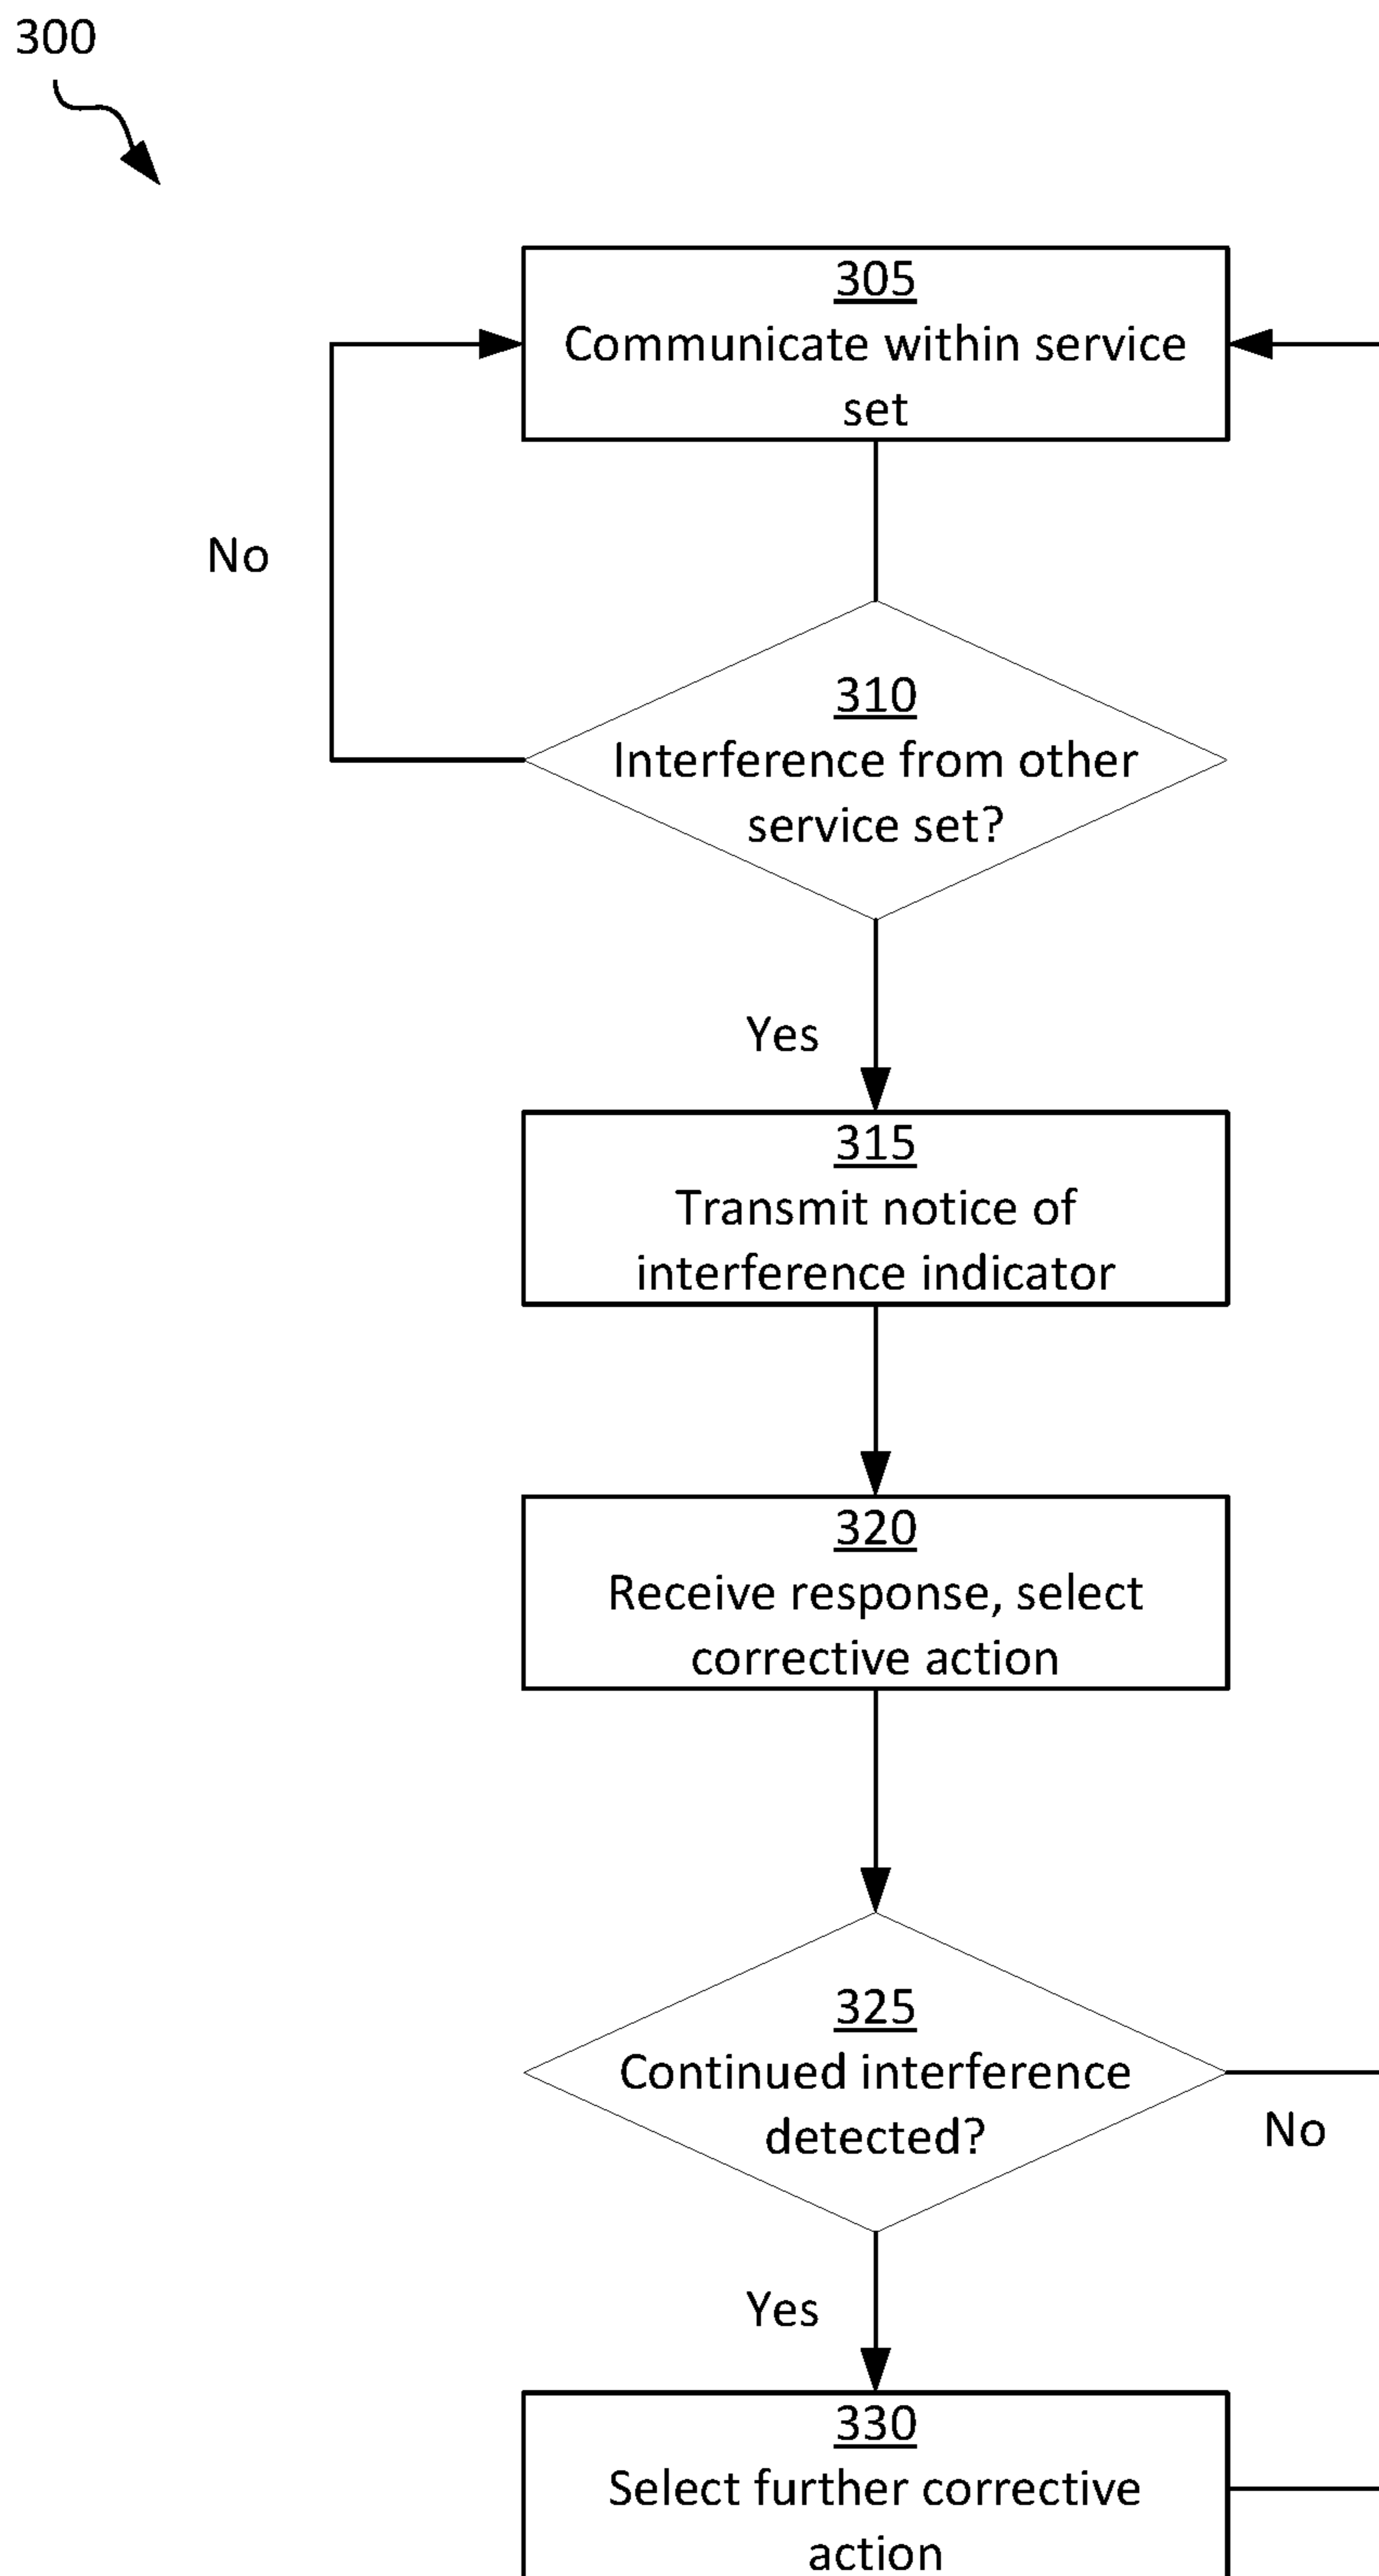 300
305
Communicate within service
set
No
310
Interference from other
service set?
Yes
315
Transmit notice of
interference indicator
320
Receive response, select
corrective action
325
Continued interference
detected?
No
Yes
330
Select further corrective
action